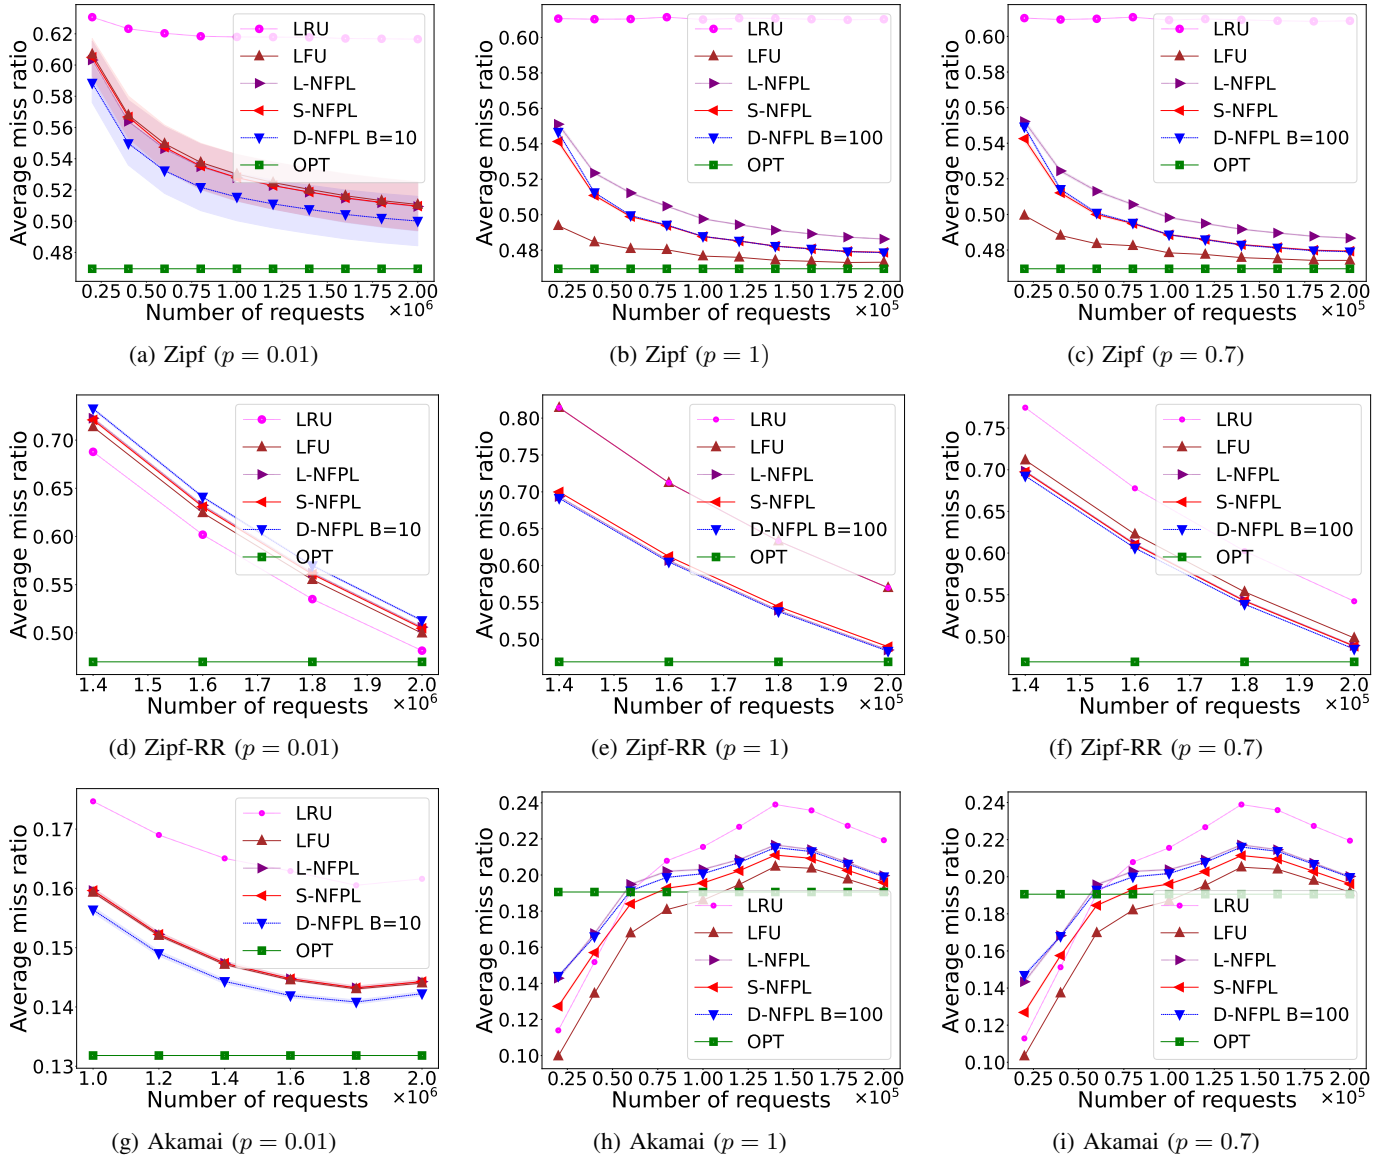 Average miss ratio
0.62
0.60
0.58
0.56
0.54
0.52
0.50
0.48
LRU
LFU
L-NFPL
S-NFPL
D-NFPL B=10
OPT
0.25 0.50 0.75 1.00 1.25 1.50 1.75 2.00
Number of requests ×10⁶
(a) Zipf (p = 0.01)
Average miss ratio
0.60
0.58
0.56
0.54
0.52
0.50
0.48
LRU
LFU
L-NFPL
S-NFPL
D-NFPL B=100
OPT
0.25 0.50 0.75 1.00 1.25 1.50 1.75 2.00
Number of requests ×10⁵
(b) Zipf (p = 1)
Average miss ratio
0.60
0.58
0.56
0.54
0.52
0.50
0.48
LRU
LFU
L-NFPL
S-NFPL
D-NFPL B=100
OPT
0.25 0.50 0.75 1.00 1.25 1.50 1.75 2.00
Number of requests ×10⁵
(c) Zipf (p = 0.7)
Average miss ratio
0.70
0.65
0.60
0.55
0.50
LRU
LFU
L-NFPL
S-NFPL
D-NFPL B=10
OPT
1.4 1.5 1.6 1.7 1.8 1.9 2.0
Number of requests ×10⁶
(d) Zipf-RR (p = 0.01)
Average miss ratio
0.80
0.75
0.70
0.65
0.60
0.55
0.50
LRU
LFU
L-NFPL
S-NFPL
D-NFPL B=100
OPT
1.4 1.5 1.6 1.7 1.8 1.9 2.0
Number of requests ×10⁵
(e) Zipf-RR (p = 1)
Average miss ratio
0.75
0.70
0.65
0.60
0.55
0.50
LRU
LFU
L-NFPL
S-NFPL
D-NFPL B=100
OPT
1.4 1.5 1.6 1.7 1.8 1.9 2.0
Number of requests ×10⁵
(f) Zipf-RR (p = 0.7)
Average miss ratio
0.17
0.16
0.15
0.14
0.13
LRU
LFU
L-NFPL
S-NFPL
D-NFPL B=10
OPT
1.0 1.2 1.4 1.6 1.8 2.0
Number of requests ×10⁶
(g) Akamai (p = 0.01)
Average miss ratio
0.24
0.22
0.20
0.18
0.16
0.14
0.12
0.10
LRU
LFU
L-NFPL
S-NFPL
D-NFPL B=100
OPT
0.25 0.50 0.75 1.00 1.25 1.50 1.75 2.00
Number of requests ×10⁵
(h) Akamai (p = 1)
Average miss ratio
0.24
0.22
0.20
0.18
0.16
0.14
0.12
0.10
LRU
LFU
L-NFPL
S-NFPL
D-NFPL B=100
OPT
0.25 0.50 0.75 1.00 1.25 1.50 1.75 2.00
Number of requests ×10⁵
(i) Akamai (p = 0.7)